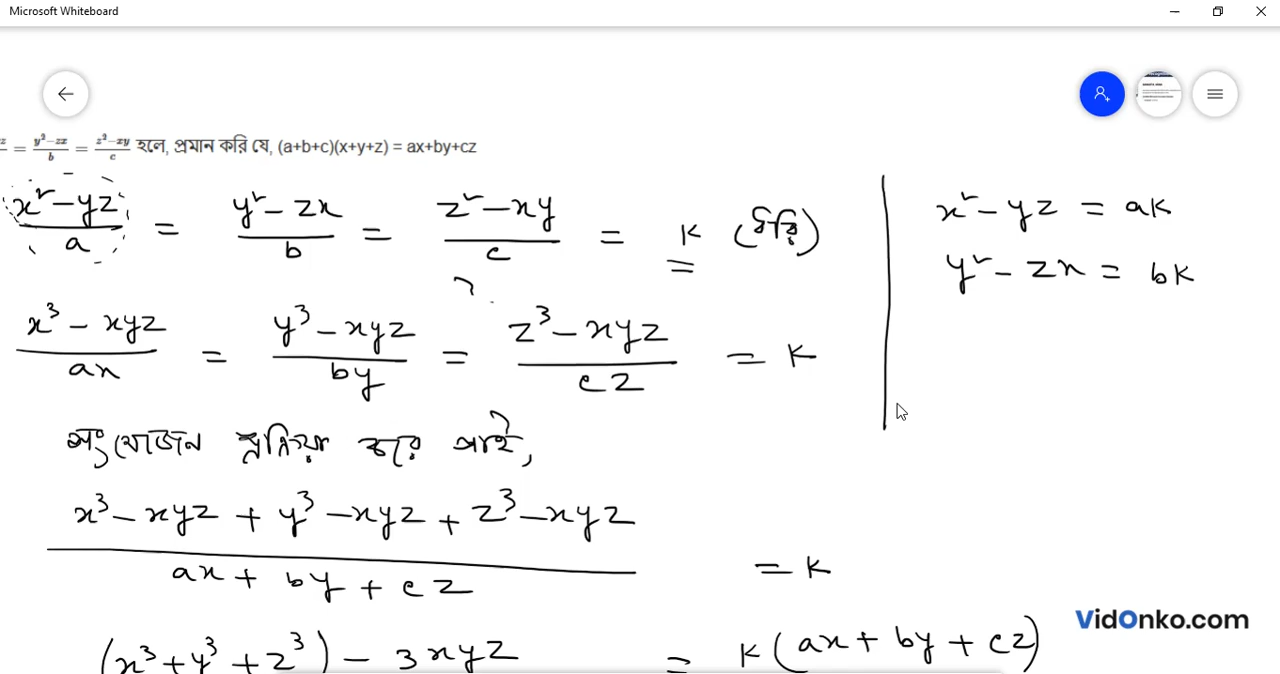 Microsoft Whiteboard
z/ = y²-zx/b = z²-xy/c হলে, প্রমান করি যে, (a+b+c)(x+y+z) = ax+by+cz
x²-yz/a = y²-zx/b = z²-xy/c = k (ধরি)
x³-xyz/ax = y³-xyz/by = z³-xyz/cz = k
সংযোজন প্রক্রিয়া করে পাই,
x³-xyz + y³-xyz + z³-xyz/ax + by + cz = k
(x³+y³+z³) - 3xyz = k(ax + by + cz)
x²-yz = ak
y²-zx = bk
VidOnko.com